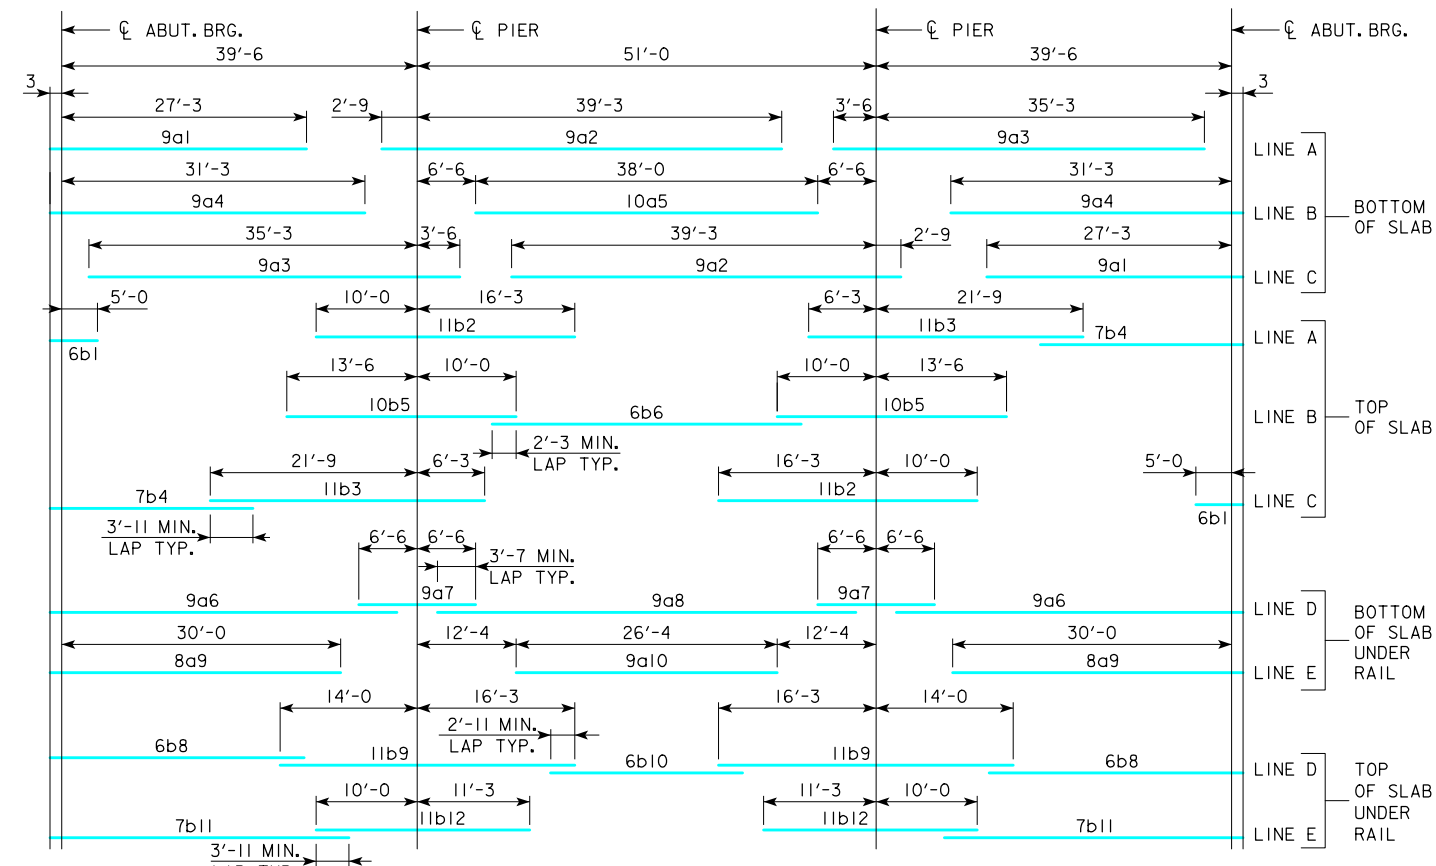 ℄ ABUT. BRG. ℄ PIER ℄ PIER ℄ ABUT. BRG.
39'-6 51'-0 39'-6
3 3
27'-3 2'-9 39'-3 3'-6 35'-3
9a1 9a2 9a3 LINE A
31'-3 6'-6 38'-0 6'-6 31'-3
9a4 10a5 9a4 LINE B
BOTTOM
OF SLAB
35'-3 3'-6 39'-3 2'-9 27'-3
9a3 9a2 9a1 LINE C
5'-0 10'-0 16'-3 6'-3 21'-9
6b1 11b2 11b3 7b4 LINE A
13'-6 10'-0 10'-0 13'-6
10b5 6b6 10b5 LINE B
TOP
OF SLAB
2'-3 MIN.
LAP TYP.
21'-9 6'-3 16'-3 10'-0 5'-0
7b4 11b3 11b2 6b1 LINE C
3'-11 MIN.
LAP TYP.
6'-6 6'-6 6'-6 6'-6
3'-7 MIN.
LAP TYP.
9a6 9a7 9a8 9a7 9a6 LINE D
30'-0 12'-4 26'-4 12'-4 30'-0
8a9 9a10 8a9 LINE E
BOTTOM
OF SLAB
UNDER
RAIL
14'-0 16'-3 16'-3 14'-0
2'-11 MIN.
LAP TYP.
6b8 11b9 6b10 11b9 6b8 LINE D
10'-0 11'-3 11'-3 10'-0
7b11 11b12 11b12 7b11 LINE E
TOP
OF SLAB
UNDER
RAIL
3'-11 MIN.